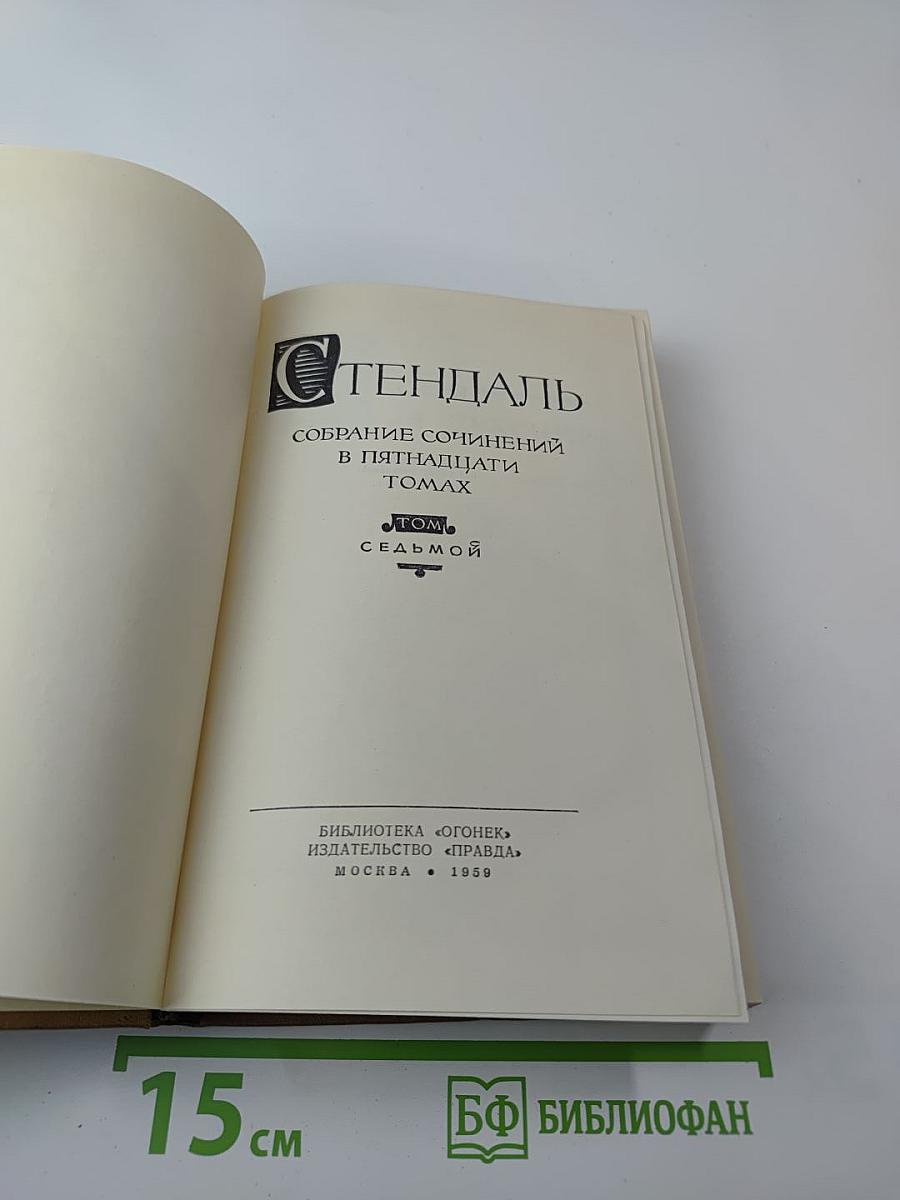 СТЕНДАЛЬ
СОБРАНИЕ СОЧИНЕНИЙ
В ПЯТНАДЦАТИ
ТОМАХ
ТОМ
СЕДЬМОЙ
БИБЛИОТЕКА «ОГОНЕК»
ИЗДАТЕЛЬСТВО «ПРАВДА»
МОСКВА • 1959
15 см
БФ БИБЛИОФАН